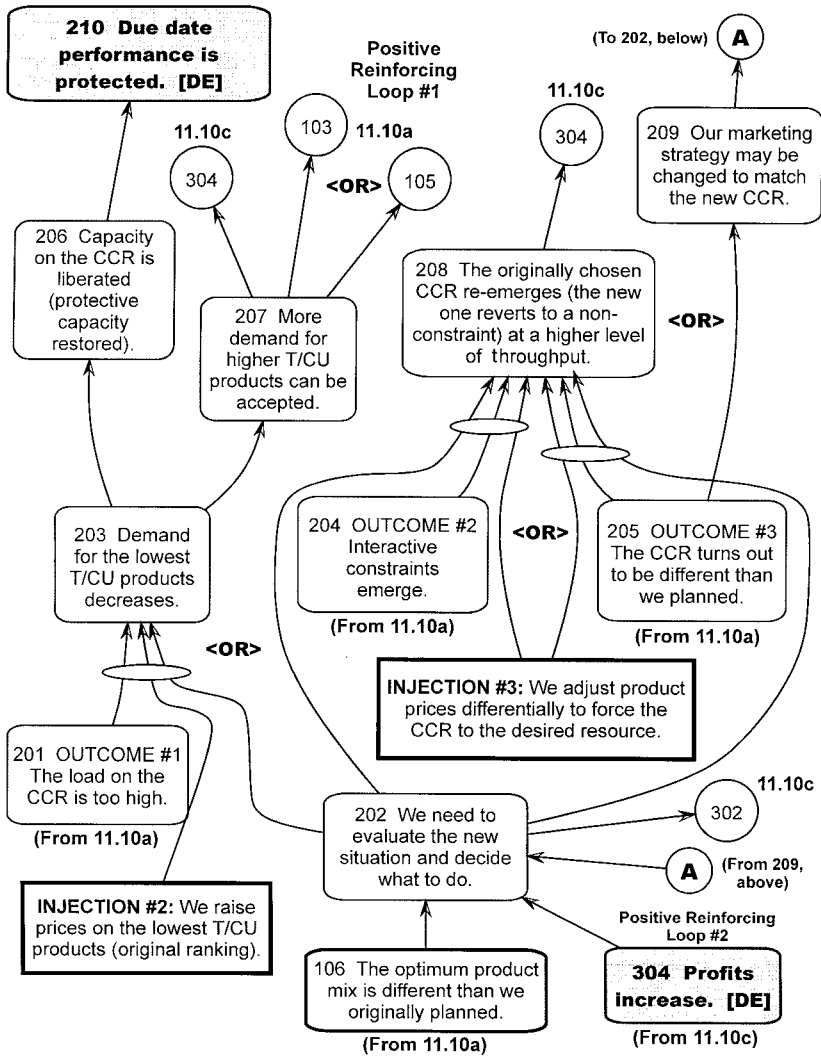 210 Due date
performance is
protected. [DE]
Positive
Reinforcing
Loop #1
(To 202, below)
A
11.10c
304
103
11.10a
<OR>
105
11.10c
304
209 Our marketing
strategy may be
changed to match
the new CCR.
206 Capacity
on the CCR is
liberated
(protective
capacity
restored).
207 More
demand for
higher T/CU
products can be
accepted.
208 The originally chosen
CCR re-emerges (the new
one reverts to a non-
constraint) at a higher level
of throughput.
<OR>
203 Demand
for the lowest
T/CU products
decreases.
204 OUTCOME #2
Interactive
constraints
emerge.
(From 11.10a)
<OR>
205 OUTCOME #3
The CCR turns out
to be different than
we planned.
(From 11.10a)
<OR>
INJECTION #3: We adjust product
prices differentially to force the
CCR to the desired resource.
201 OUTCOME #1
The load on the
CCR is too high.
(From 11.10a)
202 We need to
evaluate the new
situation and decide
what to do.
11.10c
302
A
(From 209,
above)
INJECTION #2: We raise
prices on the lowest T/CU
products (original ranking).
106 The optimum product
mix is different than we
originally planned.
(From 11.10a)
Positive Reinforcing
Loop #2
304 Profits
increase. [DE]
(From 11.10c)